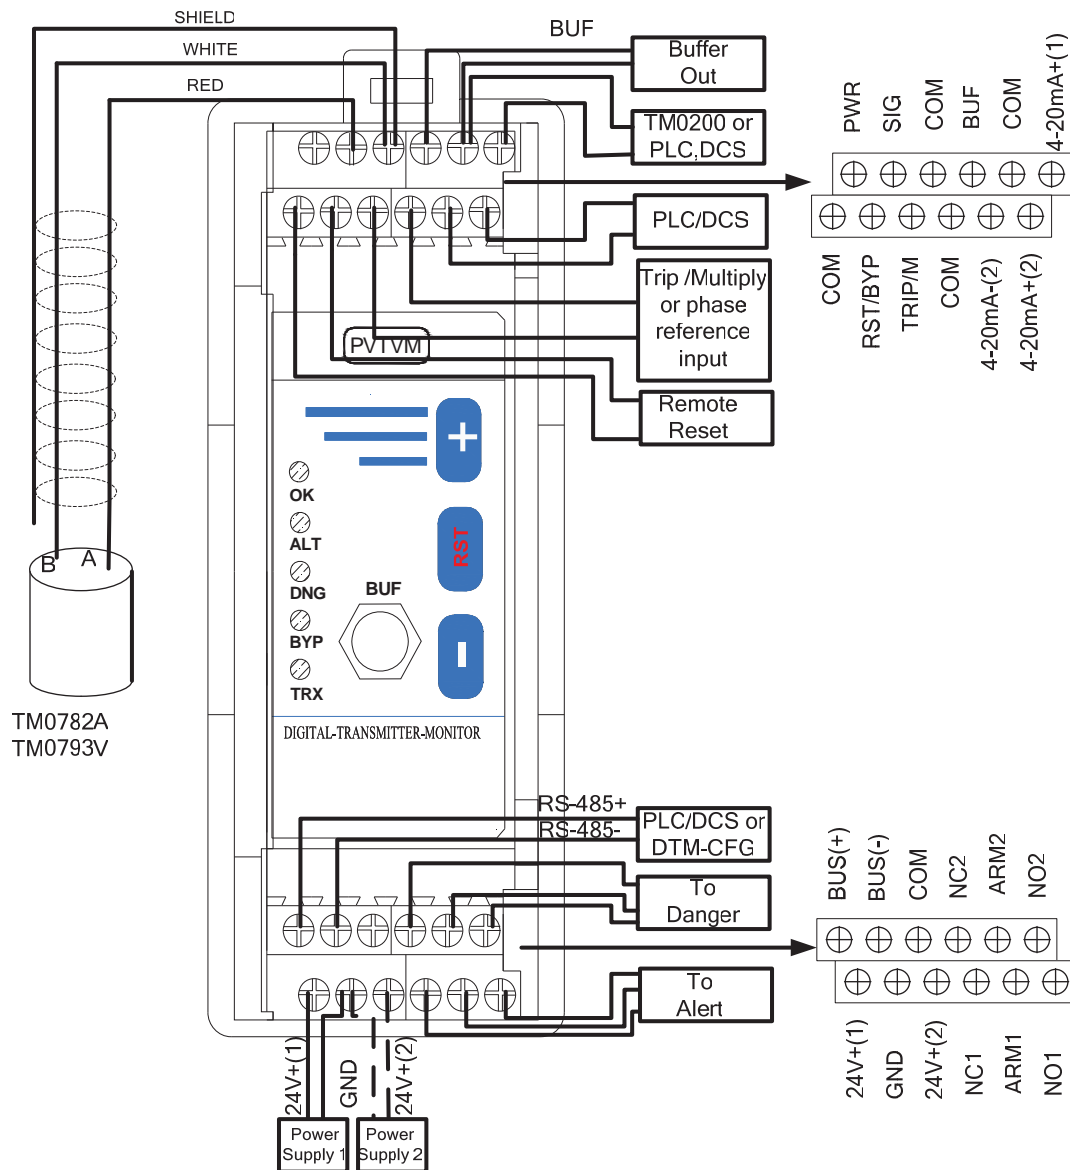 SHIELD
WHITE
RED
BUF
Buffer
Out
TM0200 or
PLC,DCS
PLC/DCS
Trip /Multiply
or phase
reference
input
Remote
Reset
PWR
SIG
COM
BUF
COM
4-20mA+(1)
COM
RST/BYP
TRIP/M
COM
4-20mA-(2)
4-20mA+(2)
PVTVM
+
OK
ALT
DNG
BYP
TRX
RST
BUF
-
DIGITAL-TRANSMITTER-MONITOR
B
A
TM0782A
TM0793V
RS-485+
RS-485-
PLC/DCS or
DTM-CFG
To
Danger
To
Alert
BUS(+)
BUS(-)
COM
NC2
ARM2
NO2
24V+(1)
GND
24V+(2)
NC1
ARM1
NO1
24V+(1)
GND
24V+(2)
Power
Supply 1
Power
Supply 2